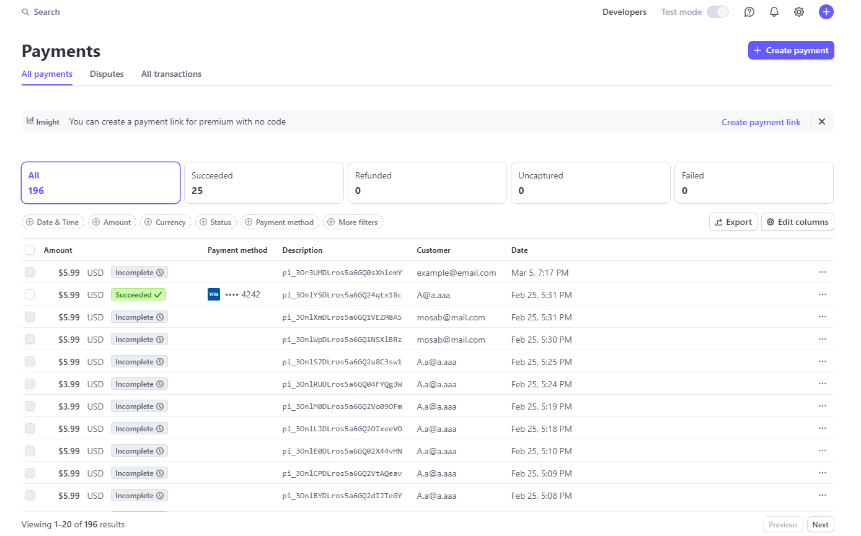 Search
Developers Test mode
Payments
Create payment
All payments Disputes All transactions
Insight You can create a payment link for premium with no code Create payment link
All 196
Succeeded 25
Refunded 0
Uncaptured 0
Failed 0
Date & Time Amount Currency Status Payment method More filters Export Edit columns
Amount Payment method Description Customer Date
$5.99 USD Incomplete pi_3Or3UMDLros5a6GQ0sXhlemY example@email.com Mar 5, 7:17 PM
$5.99 USD Succeeded VISA •••• 4242 pi_3OnlY5DLros5a6GQ24qtx18c A@a.aaa Feb 25, 5:31 PM
$5.99 USD Incomplete pi_3OnlXmDLros5a6GQ1VEZM8A5 mosab@mail.com Feb 25, 5:31 PM
$5.99 USD Incomplete pi_3OnlWpDLros5a6GQ1NSXlBRz mosab@mail.com Feb 25, 5:30 PM
$5.99 USD Incomplete pi_3OnlS7DLros5a6GQ2u8C3sw1 A.a@a.aaa Feb 25, 5:25 PM
$3.99 USD Incomplete pi_3OnlRUDLros5a6GQ04FYQg3W A.a@a.aaa Feb 25, 5:24 PM
$3.99 USD Incomplete pi_3OnlM0DLros5a6GQ2Vo09OFm A.a@a.aaa Feb 25, 5:19 PM
$5.99 USD Incomplete pi_3OnlLJDLros5a6GQ2OIxeeVO A.a@a.aaa Feb 25, 5:18 PM
$5.99 USD Incomplete pi_3OnlE0DLros5a6GQ02X44vHN A.a@a.aaa Feb 25, 5:10 PM
$5.99 USD Incomplete pi_3OnlCPDLros5a6GQ2VtAQeav A.a@a.aaa Feb 25, 5:09 PM
$5.99 USD Incomplete pi_3OnlBYDLros5a6GQ2dIJTeGY A.a@a.aaa Feb 25, 5:08 PM
Viewing 1–20 of 196 results Previous Next